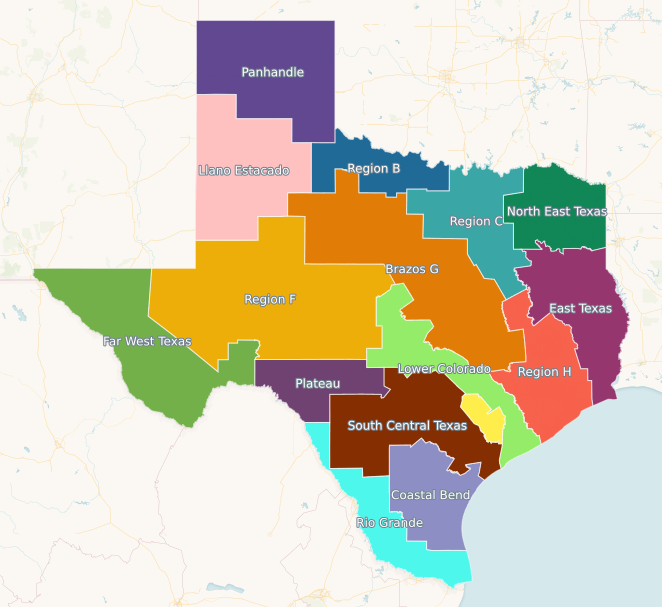 Panhandle
Llano Estacado
Region B
Region C
North East Texas
Brazos G
Region F
East Texas
Far West Texas
Lower Colorado
Region H
Plateau
South Central Texas
Coastal Bend
Rio Grande